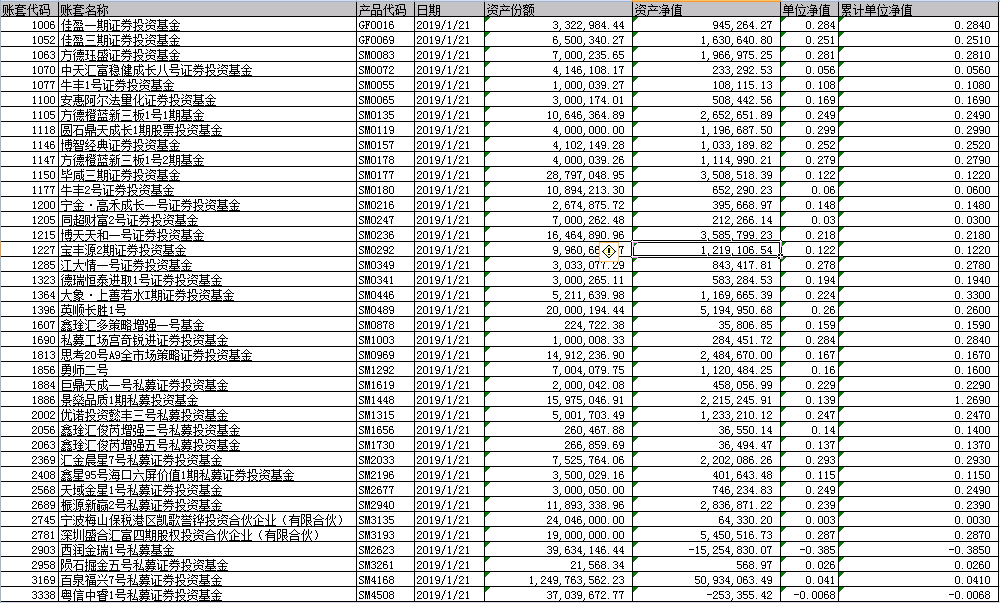 账套代码 账套名称 产品代码 日期 资产份额 资产净值 单位净值 累计单位净值
1006 佳盈一期证券投资基金 GF0016 2019/1/21 3,322,984.44 945,264.27 0.284 0.2840
1052 佳盈三期证券投资基金 GF0069 2019/1/21 6,500,340.27 1,630,640.80 0.251 0.2510
1063 方德珏盛证券投资基金 SM0083 2019/1/21 7,000,235.65 1,966,975.25 0.281 0.2810
1070 中天汇富稳健成长八号证券投资基金 SM0072 2019/1/21 4,146,108.17 233,292.53 0.056 0.0560
1077 牛丰1号证券投资基金 SM0055 2019/1/21 1,000,039.27 108,115.13 0.108 0.1080
1100 安惠阿尔法量化证券投资基金 SM0065 2019/1/21 3,000,174.01 508,442.56 0.169 0.1690
1105 方德橙蓝新三板1号1期基金 SM0135 2019/1/21 10,646,364.89 2,652,651.89 0.249 0.2490
1118 圆石鼎天成长1期股票投资基金 SM0119 2019/1/21 4,000,000.00 1,196,687.50 0.299 0.2990
1146 博智经典证券投资基金 SM0157 2019/1/21 4,102,149.28 1,033,189.82 0.252 0.2520
1147 方德橙蓝新三板1号2期基金 SM0178 2019/1/21 4,000,039.26 1,114,990.21 0.279 0.2790
1150 毕咸三期证券投资基金 SM0177 2019/1/21 28,797,048.95 3,508,518.39 0.122 0.1220
1177 牛丰2号证券投资基金 SM0180 2019/1/21 10,894,213.30 652,290.23 0.06 0.0600
1200 宁金·高禾成长一号证券投资基金 SM0216 2019/1/21 2,674,875.72 395,668.97 0.148 0.1480
1205 同超财富2号证券投资基金 SM0247 2019/1/21 7,000,262.48 212,266.14 0.03 0.0300
1215 博天天和一号证券投资基金 SM0236 2019/1/21 16,464,890.96 3,585,799.23 0.218 0.2180
1227 宝丰源2期证券投资基金 SM0292 2019/1/21 9,960,6 7 1,219,106.54 0.122 0.1220
1285 江大情一号证券投资基金 SM0349 2019/1/21 3,033,077.29 843,417.81 0.278 0.2780
1323 德瑞恒泰进取1号证券投资基金 SM0341 2019/1/21 3,000,265.11 583,284.53 0.194 0.1940
1364 大象·上善若水I期证券投资基金 SM0446 2019/1/21 5,211,639.98 1,169,665.39 0.224 0.3300
1396 英顺长胜1号 SM0489 2019/1/21 20,000,194.44 5,194,950.68 0.26 0.2600
1607 鑫琻汇多策略增强一号基金 SM0878 2019/1/21 224,722.38 35,806.85 0.159 0.1590
1690 私募工场宫奇锐进证券投资基金 SM1003 2019/1/21 1,000,008.33 284,451.72 0.284 0.2840
1813 思考20号A9全市场策略证券投资基金 SM0969 2019/1/21 14,912,236.90 2,484,670.00 0.167 0.1670
1856 勇师二号 SM1292 2019/1/21 7,004,079.75 1,120,484.25 0.16 0.1600
1884 巨鼎天成一号私募证券投资基金 SM1619 2019/1/21 2,000,042.08 458,056.99 0.229 0.2290
1886 景燊品质1期私募投资基金 SM1448 2019/1/21 15,975,046.91 2,215,245.91 0.139 1.2690
2002 优诺投资懿丰三号私募投资基金 SM1315 2019/1/21 5,001,703.49 1,233,210.12 0.247 0.2470
2056 鑫琻汇俊芮增强三号私募基金 SM1656 2019/1/21 260,467.88 36,550.14 0.14 0.1400
2063 鑫琻汇俊芮增强五号私募基金 SM1730 2019/1/21 266,859.69 36,494.47 0.137 0.1370
2369 汇金晨星7号私募证券基金 SM2033 2019/1/21 7,525,764.06 2,202,086.26 0.293 0.2930
2408 鑫星95号海口六屏价值1期私募证券投资基金 SM2196 2019/1/21 3,500,029.16 401,643.48 0.115 0.1150
2568 天域金星1号私募证券基金 SM2677 2019/1/21 3,000,050.00 746,234.83 0.249 0.2490
2689 振源新赢2号私募证券基金 SM2940 2019/1/21 11,893,338.96 2,836,871.22 0.239 0.2390
2745 宁波梅山保税港区凯歌誉铧投资合伙企业（有限合伙） SM3135 2019/1/21 24,046,000.00 64,330.20 0.003 0.0030
2781 深圳盛合汇富四期股权投资合伙企业（有限合伙） SM3193 2019/1/21 19,000,000.00 5,450,516.73 0.287 0.2870
2903 西润金瑞1号私募基金 SM2623 2019/1/21 39,634,146.44 -15,254,830.07 -0.385 -0.3850
2958 陨石掘金五号私募证券基金 SM3261 2019/1/21 21,568.34 568.97 0.026 0.0260
3169 百泉福兴7号私募证券投资基金 SM4168 2019/1/21 1,249,763,562.23 50,934,063.49 0.041 0.0410
3338 粤信中睿1号私募证券投资基金 SM4508 2019/1/21 37,039,672.77 -253,355.42 -0.0068 -0.0068